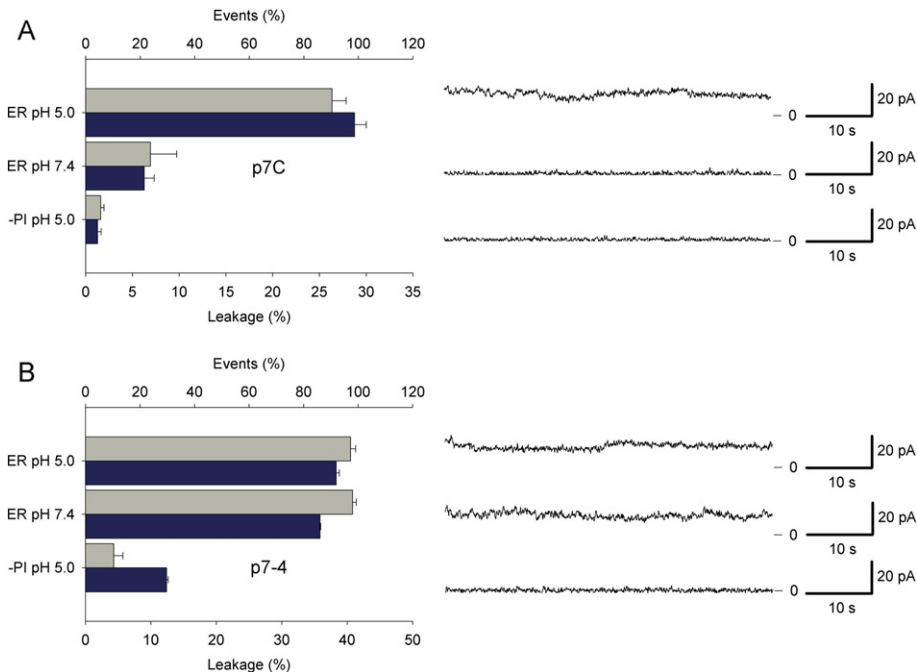 A
Events (%)
0 20 40 60 80 100 120
ER pH 5.0
ER pH 7.4
-PI pH 5.0
p7C
0 5 10 15 20 25 30 35
Leakage (%)
– 0
20 pA
10 s
– 0
20 pA
10 s
– 0
20 pA
10 s
B
Events (%)
0 20 40 60 80 100 120
ER pH 5.0
ER pH 7.4
-PI pH 5.0
p7-4
0 10 20 30 40 50
Leakage (%)
– 0
20 pA
10 s
– 0
20 pA
10 s
– 0
20 pA
10 s